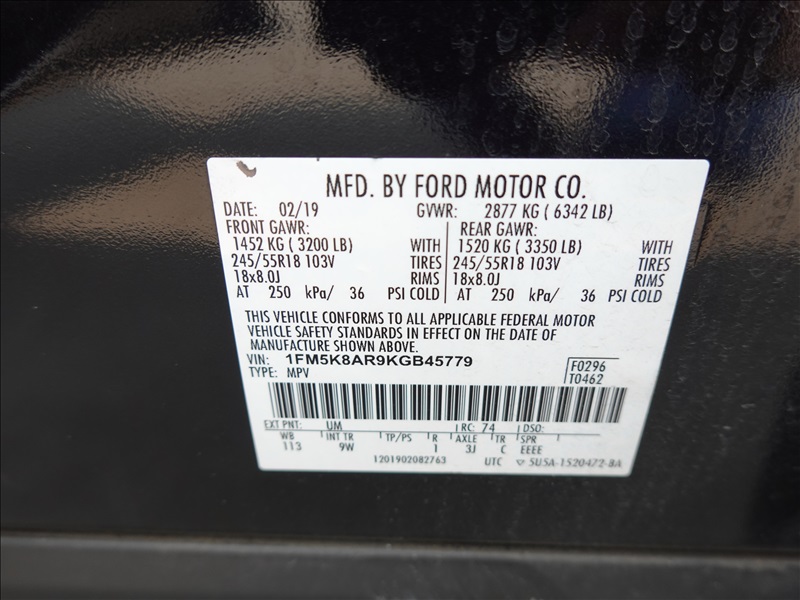 MFD. BY FORD MOTOR CO.
DATE: 02/19 GVWR: 2877 KG ( 6342 LB)
FRONT GAWR: REAR GAWR:
1452 KG ( 3200 LB) WITH 1520 KG ( 3350 LB) WITH
245/55R18 103V TIRES 245/55R18 103V TIRES
18x8.0J RIMS 18x8.0J RIMS
AT 250 kPa/ 36 PSI COLD AT 250 kPa/ 36 PSI COLD
THIS VEHICLE CONFORMS TO ALL APPLICABLE FEDERAL MOTOR
VEHICLE SAFETY STANDARDS IN EFFECT ON THE DATE OF
MANUFACTURE SHOWN ABOVE.
VIN: 1FM5K8AR9KGB45779 F0296
TYPE: MPV T0462
EXT PNT: UM RC: 74 DSO:
WB INT TR TP/PS R AXLE TR SPR
113 9W 1 3J C EEEE
1201902082763 UTC ▽ 5U5A-1520472-8A